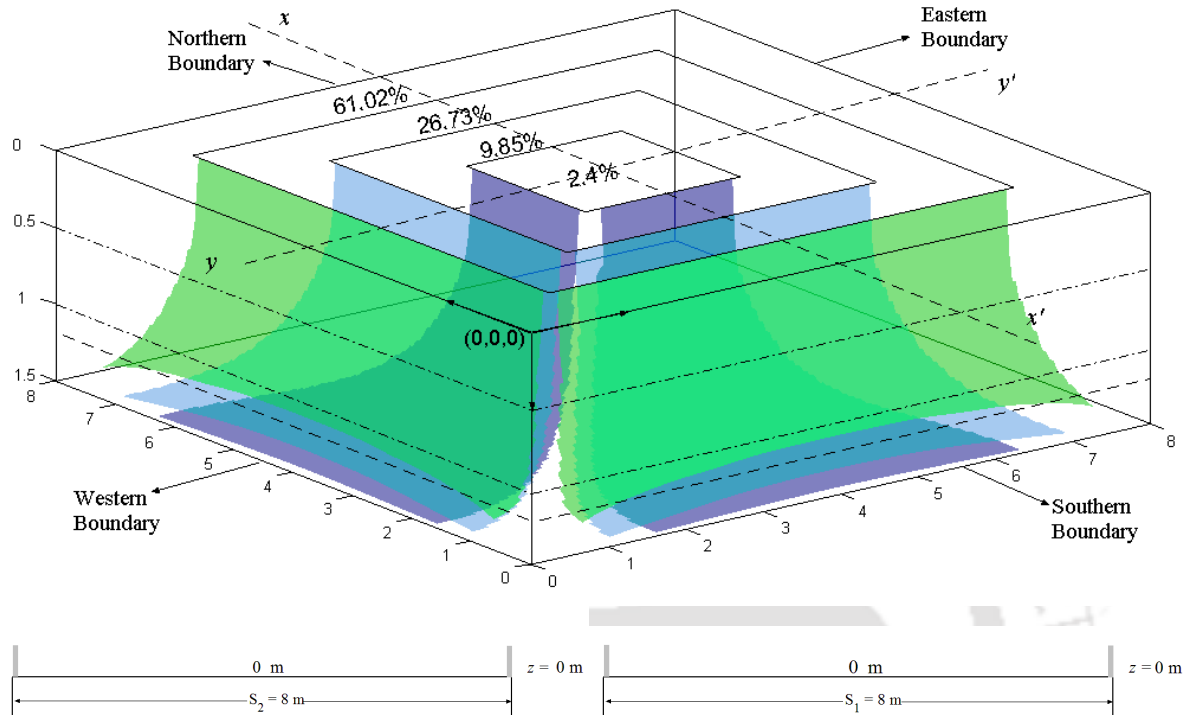 x
Northern
Boundary
Eastern
Boundary
y'
61.02%
26.73%
9.85%
2.4%
0
0.5
1
1.5
y
x'
(0,0,0)
8
7
6
5
4
3
2
1
0
0
1
2
3
4
5
6
7
8
Western
Boundary
Southern
Boundary
0 m
z = 0 m
S2 = 8 m
0 m
z = 0 m
S1 = 8 m